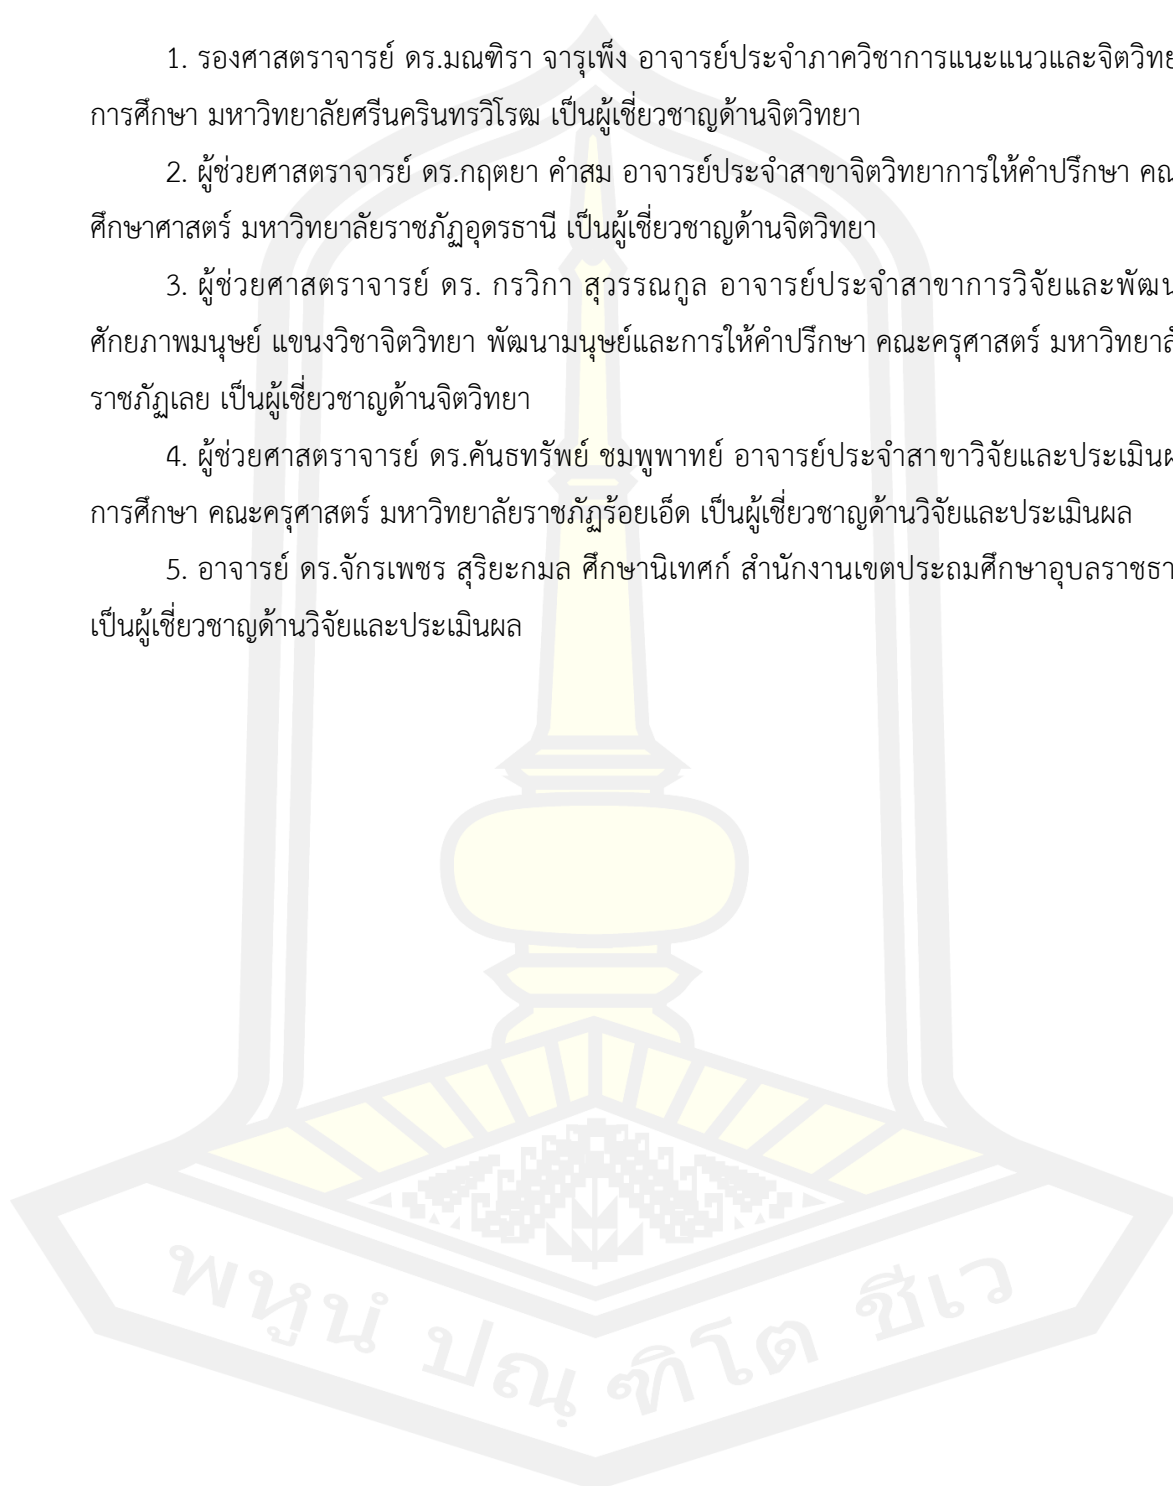 1. รองศาสตราจารย์ ดร.มณฑิรา จารุเพ็ง อาจารย์ประจำภาควิชาการแนะแนวและจิตวิทย
การศึกษา มหาวิทยาลัยศรีนครินทรวิโรฒ เป็นผู้เชี่ยวชาญด้านจิตวิทยา
2. ผู้ช่วยศาสตราจารย์ ดร.กฤตยา คำสม อาจารย์ประจำสาขาจิตวิทยาการให้คำปรึกษา คณ
ศึกษาศาสตร์ มหาวิทยาลัยราชภัฏอุดรธานี เป็นผู้เชี่ยวชาญด้านจิตวิทยา
3. ผู้ช่วยศาสตราจารย์ ดร. กรวิกา สุวรรณกูล อาจารย์ประจำสาขาการวิจัยและพัฒน
ศักยภาพมนุษย์ แขนงวิชาจิตวิทยา พัฒนามนุษย์และการให้คำปรึกษา คณะครุศาสตร์ มหาวิทยาลั
ราชภัฏเลย เป็นผู้เชี่ยวชาญด้านจิตวิทยา
4. ผู้ช่วยศาสตราจารย์ ดร.คันธทรัพย์ ชมพูพาทย์ อาจารย์ประจำสาขาวิจัยและประเมินผ
การศึกษา คณะครุศาสตร์ มหาวิทยาลัยราชภัฏร้อยเอ็ด เป็นผู้เชี่ยวชาญด้านวิจัยและประเมินผล
5. อาจารย์ ดร.จักรเพชร สุริยะกมล ศึกษานิเทศก์ สำนักงานเขตประถมศึกษาอุบลราชธา
เป็นผู้เชี่ยวชาญด้านวิจัยและประเมินผล
พหูนํ ปณฺฑิโต ชีเว